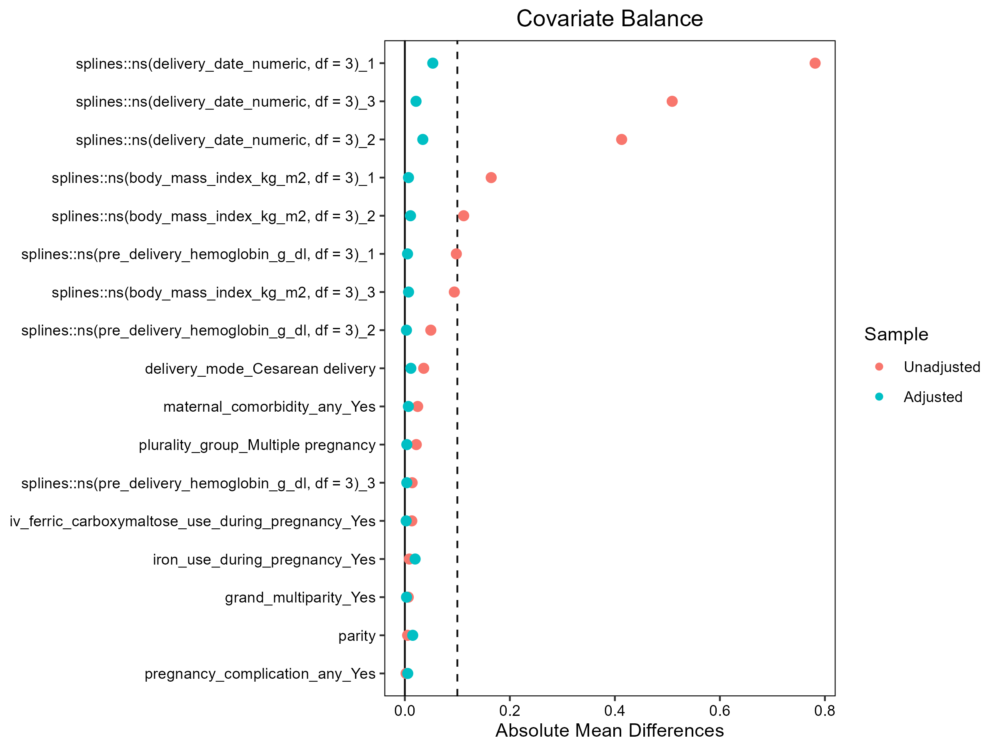 Covariate Balance
splines::ns(delivery_date_numeric, df = 3)_1
splines::ns(delivery_date_numeric, df = 3)_3
splines::ns(delivery_date_numeric, df = 3)_2
splines::ns(body_mass_index_kg_m2, df = 3)_1
splines::ns(body_mass_index_kg_m2, df = 3)_2
splines::ns(pre_delivery_hemoglobin_g_dl, df = 3)_1
splines::ns(body_mass_index_kg_m2, df = 3)_3
splines::ns(pre_delivery_hemoglobin_g_dl, df = 3)_2
delivery_mode_Cesarean delivery
maternal_comorbidity_any_Yes
plurality_group_Multiple pregnancy
splines::ns(pre_delivery_hemoglobin_g_dl, df = 3)_3
iv_ferric_carboxymaltose_use_during_pregnancy_Yes
iron_use_during_pregnancy_Yes
grand_multiparity_Yes
parity
pregnancy_complication_any_Yes
0.0 0.2 0.4 0.6 0.8
Absolute Mean Differences
Sample
Unadjusted
Adjusted